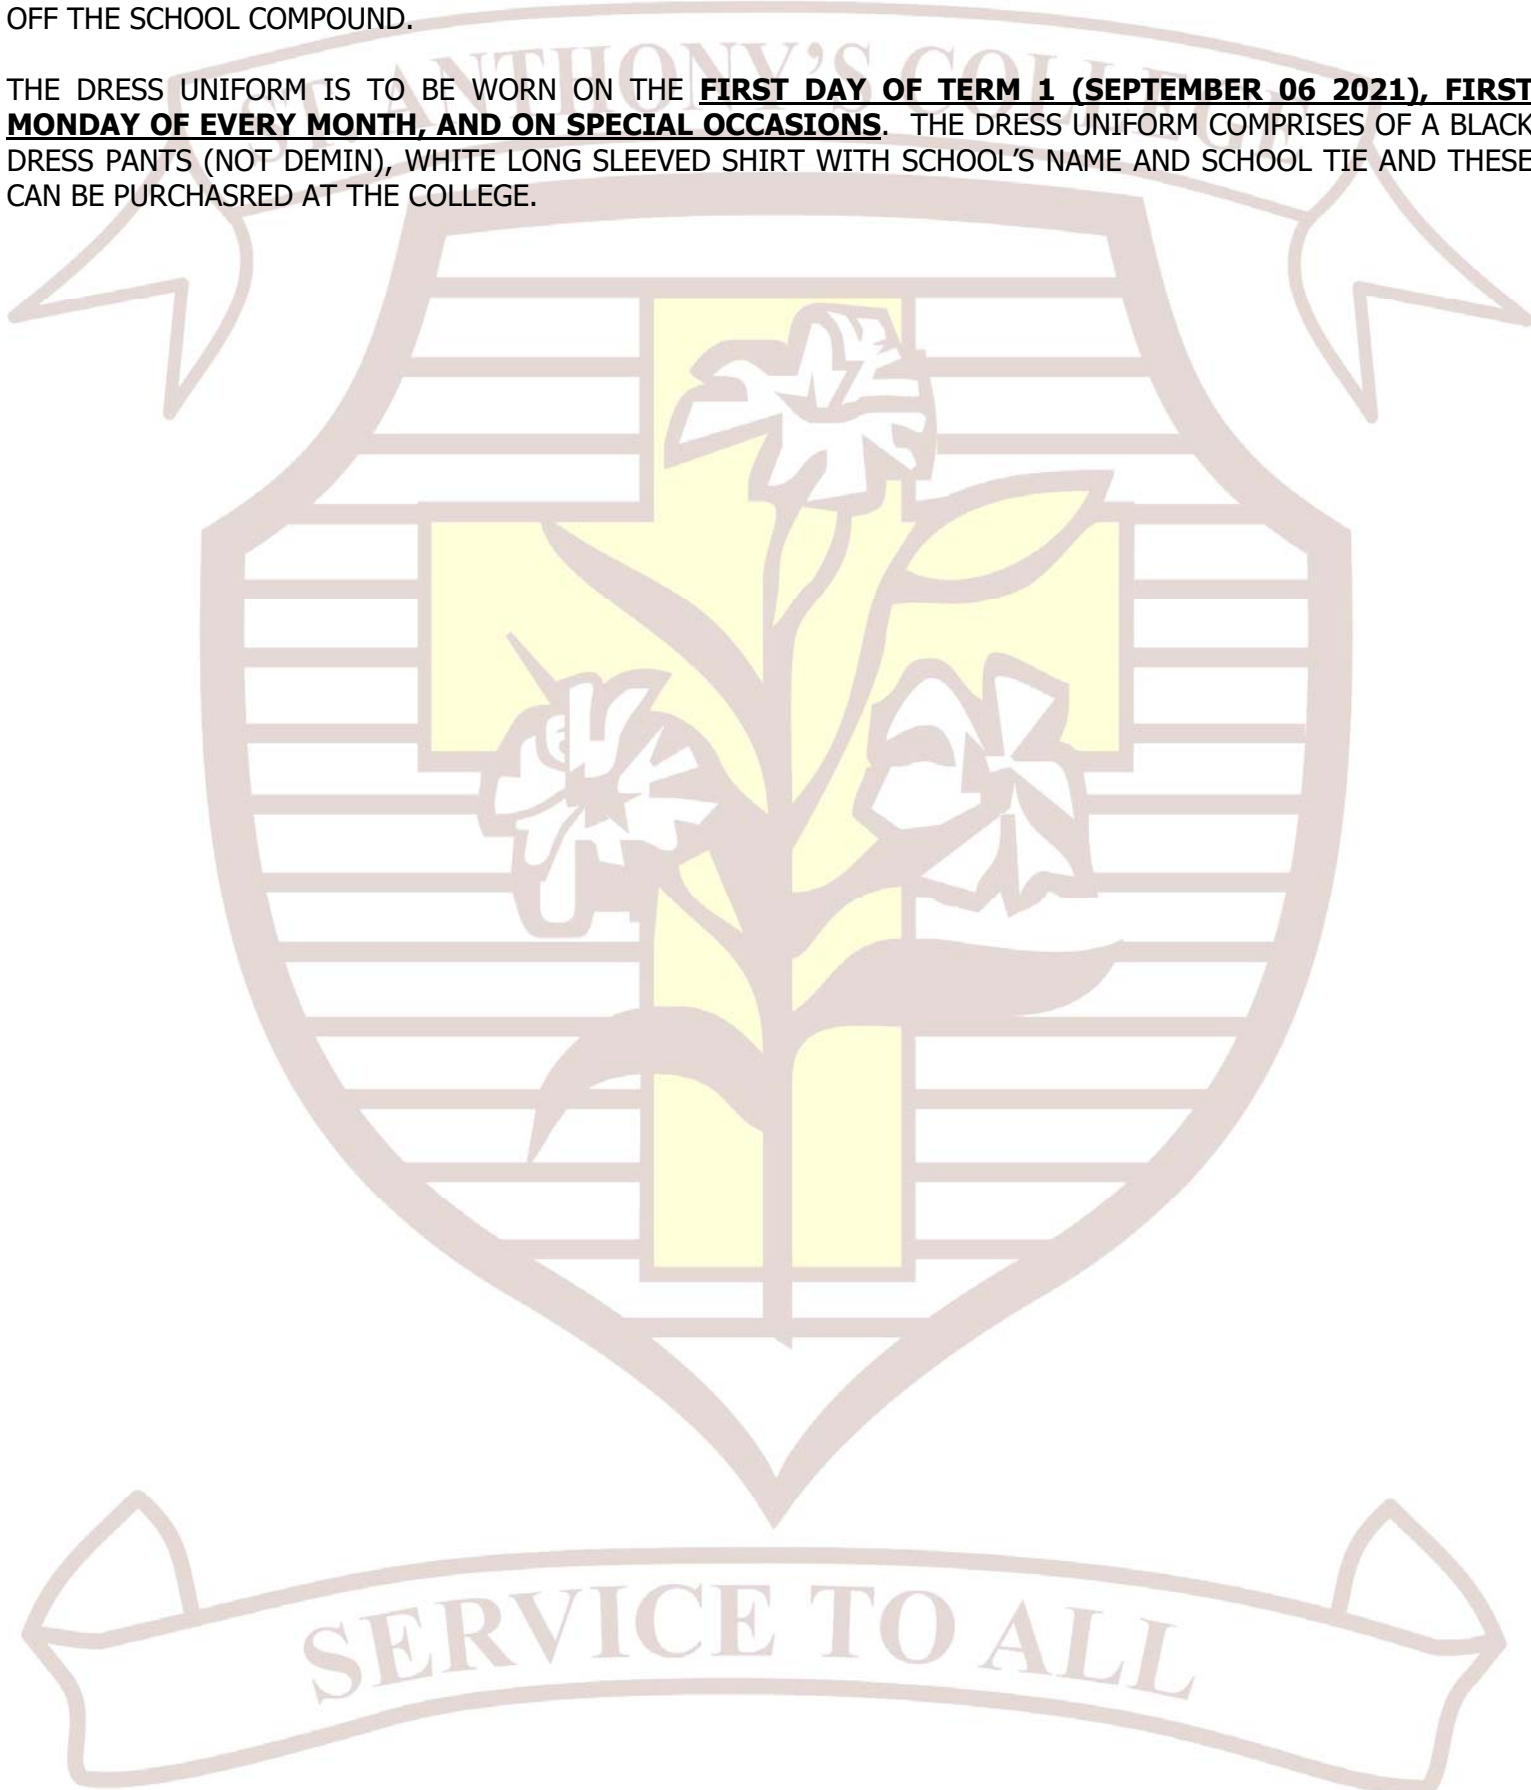 OFF THE SCHOOL COMPOUND.
ST. ANTHONY'S COLLEGE
THE DRESS UNIFORM IS TO BE WORN ON THE FIRST DAY OF TERM 1 (SEPTEMBER 06 2021), FIRST
MONDAY OF EVERY MONTH, AND ON SPECIAL OCCASIONS. THE DRESS UNIFORM COMPRISES OF A BLACK
DRESS PANTS (NOT DEMIN), WHITE LONG SLEEVED SHIRT WITH SCHOOL'S NAME AND SCHOOL TIE AND THESE
CAN BE PURCHASRED AT THE COLLEGE.
SERVICE TO ALL